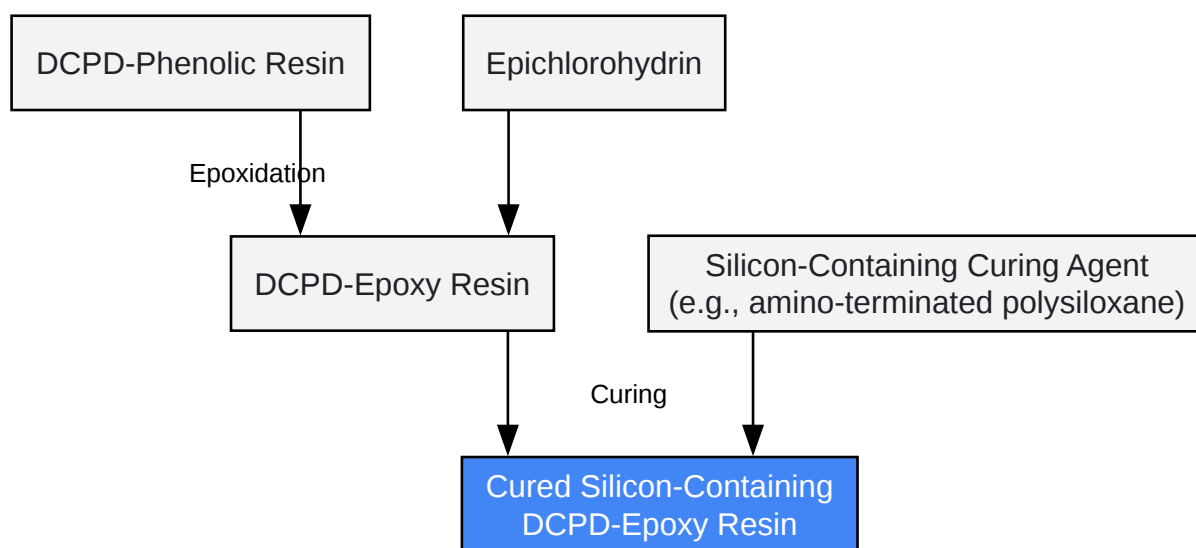 DCPD-Phenolic Resin
Epichlorohydrin
Epoxidation
DCPD-Epoxy Resin
Silicon-Containing Curing Agent
(e.g., amino-terminated polysiloxane)
Curing
Cured Silicon-Containing
DCPD-Epoxy Resin